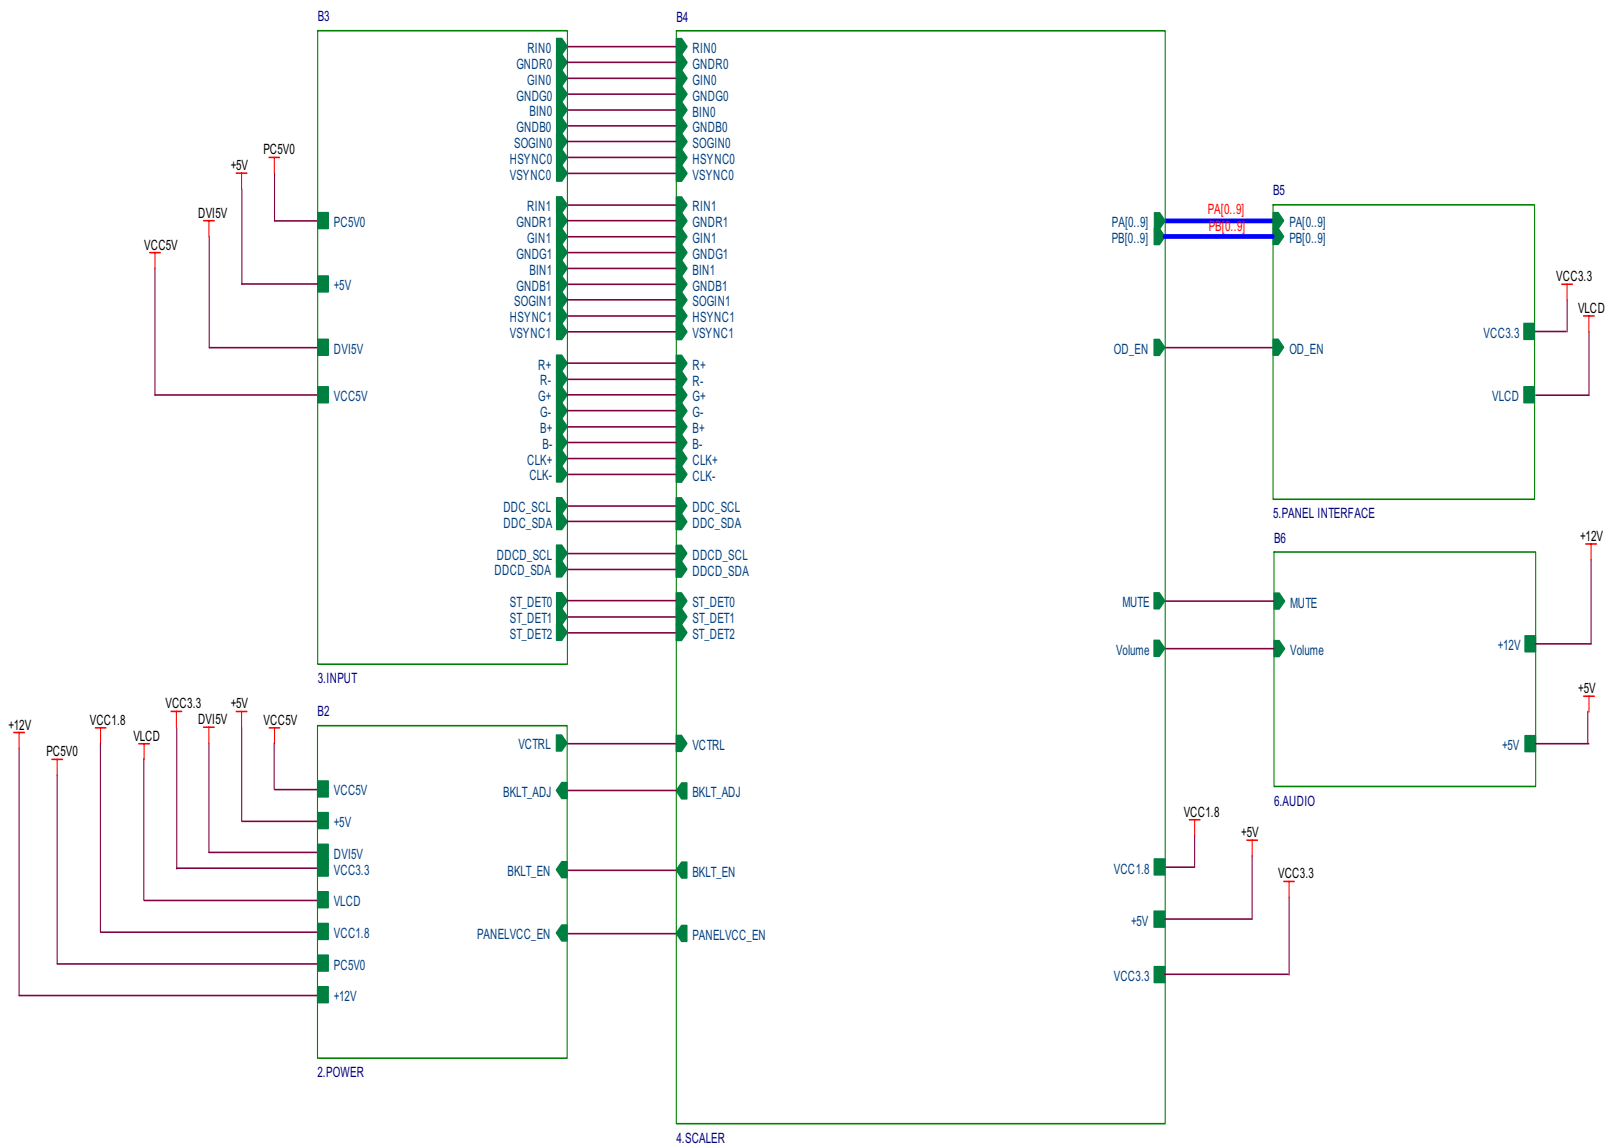 B3
RIN0
GNDR0
GIN0
GNDG0
BIN0
GNDB0
SOGIN0
HSYNC0
VSYNC0
RIN1
GNDR1
GIN1
GNDG1
BIN1
GNDB1
SOGIN1
HSYNC1
VSYNC1
R+
R-
G+
G-
B+
B-
CLK+
CLK-
DDC_SCL
DDC_SDA
DDCD_SCL
DDCD_SDA
ST_DET0
ST_DET1
ST_DET2
PC5V0
+5V
DVI5V
VCC5V
PC5V0
+5V
DVI5V
VCC5V
3.INPUT
B4
RIN0
GNDR0
GIN0
GNDG0
BIN0
GNDB0
SOGIN0
HSYNC0
VSYNC0
RIN1
GNDR1
GIN1
GNDG1
BIN1
GNDB1
SOGIN1
HSYNC1
VSYNC1
R+
R-
G+
G-
B+
B-
CLK+
CLK-
DDC_SCL
DDC_SDA
DDCD_SCL
DDCD_SDA
ST_DET0
ST_DET1
ST_DET2
VCTRL
BKLT_ADJ
BKLT_EN
PANELVCC_EN
PA[0..9]
PB[0..9]
OD_EN
MUTE
Volume
VCC1.8
+5V
VCC3.3
VCC1.8
+5V
VCC3.3
4.SCALER
PA[0..9]
PB[0..9]
B5
PA[0..9]
PB[0..9]
OD_EN
VCC3.3
VLCD
VCC3.3
VLCD
5.PANEL INTERFACE
B6
MUTE
Volume
+12V
+5V
+12V
+5V
6.AUDIO
B2
+12V
PC5V0
VCC1.8
VLCD
VCC3.3
DVI5V
+5V
VCC5V
VCC5V
+5V
DVI5V
VCC3.3
VLCD
VCC1.8
PC5V0
+12V
VCTRL
BKLT_ADJ
BKLT_EN
PANELVCC_EN
2.POWER